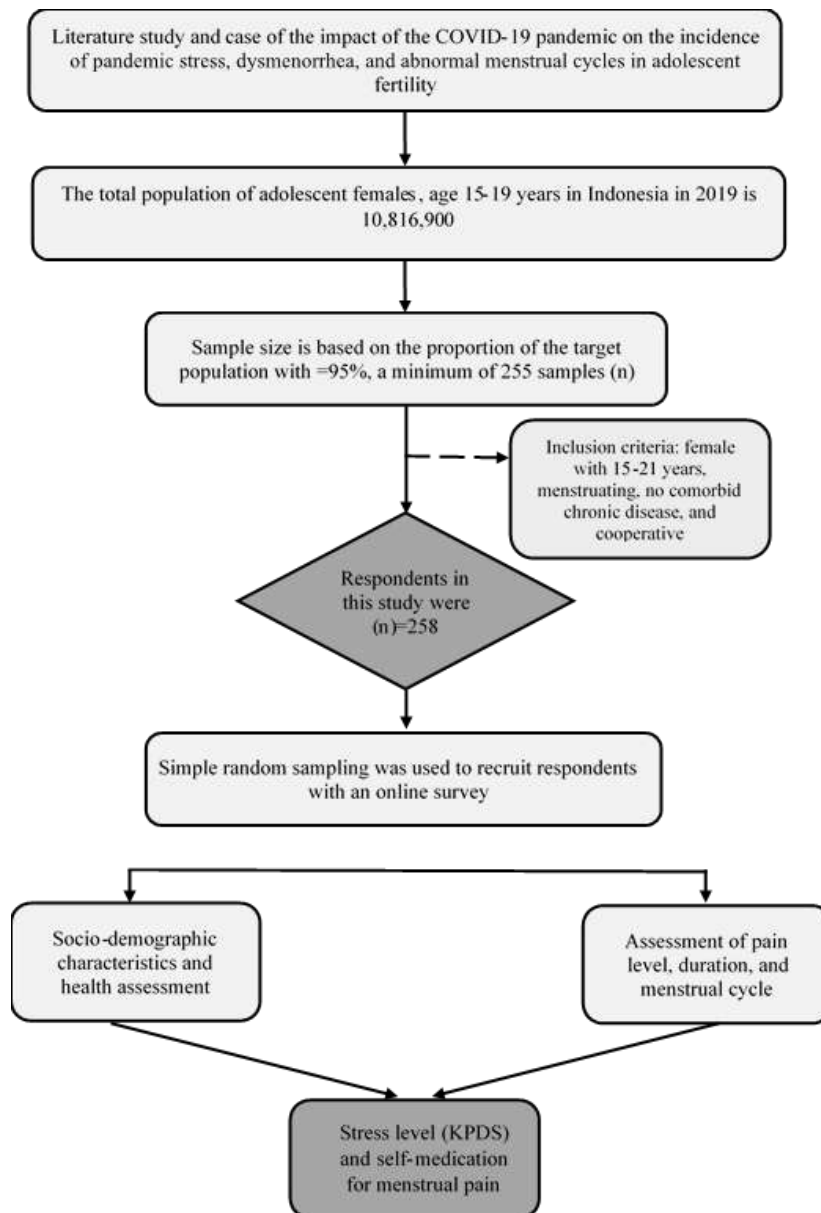 Literature study and case of the impact of the COVID-19 pandemic on the incidence
of pandemic stress, dysmenorrhea, and abnormal menstrual cycles in adolescent
fertility
The total population of adolescent females, age 15-19 years in Indonesia in 2019 is
10,816,900
Sample size is based on the proportion of the target
population with =95%, a minimum of 255 samples (n)
Inclusion criteria: female
with 15-21 years,
menstruating, no comorbid
chronic disease, and
cooperative
Respondents in
this study were
(n)=258
Simple random sampling was used to recruit respondents
with an online survey
Socio-demographic
characteristics and
health assessment
Assessment of pain
level, duration, and
menstrual cycle
Stress level (KPDS)
and self-medication
for menstrual pain